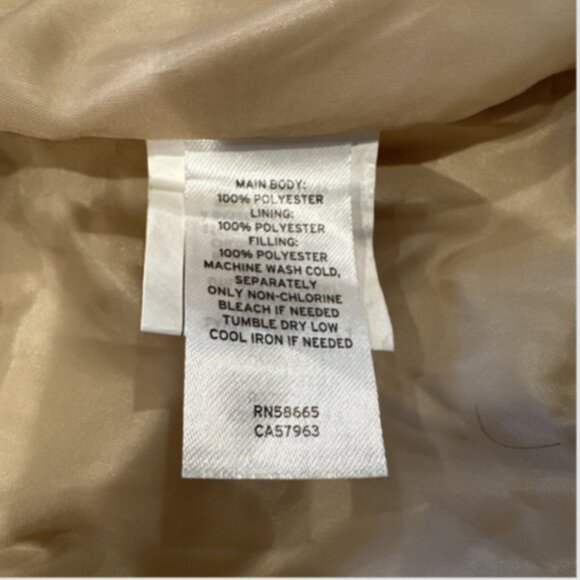 MAIN BODY:
100% POLYESTER
LINING:
100% POLYESTER
FILLING:
100% POLYESTER
MACHINE WASH COLD,
SEPARATELY
ONLY NON-CHLORINE
BLEACH IF NEEDED
TUMBLE DRY LOW
COOL IRON IF NEEDED
RN58665
CA57963